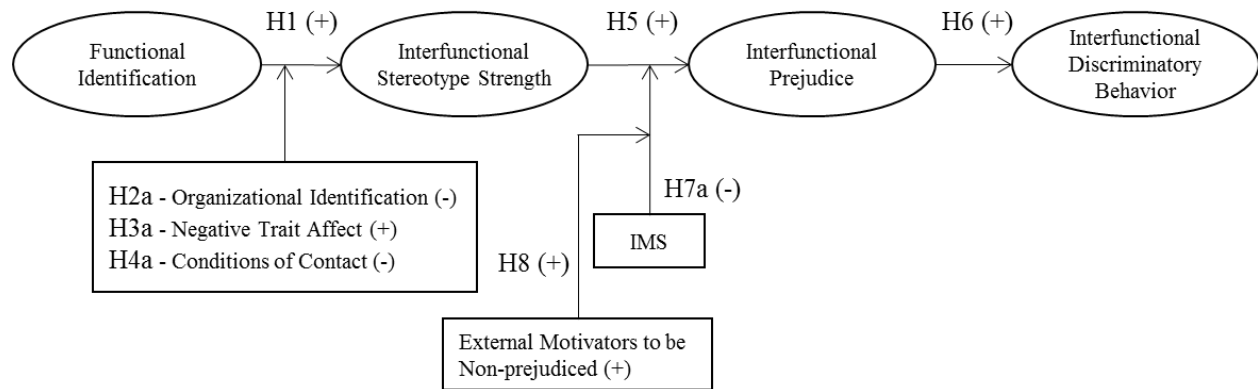 H1 (+)
H5 (+)
H6 (+)
Functional
Identification
Interfunctional
Stereotype Strength
Interfunctional
Prejudice
Interfunctional
Discriminatory
Behavior
H2a - Organizational Identification (-)
H3a - Negative Trait Affect (+)
H4a - Conditions of Contact (-)
H7a (-)
IMS
H8 (+)
External Motivators to be
Non-prejudiced (+)